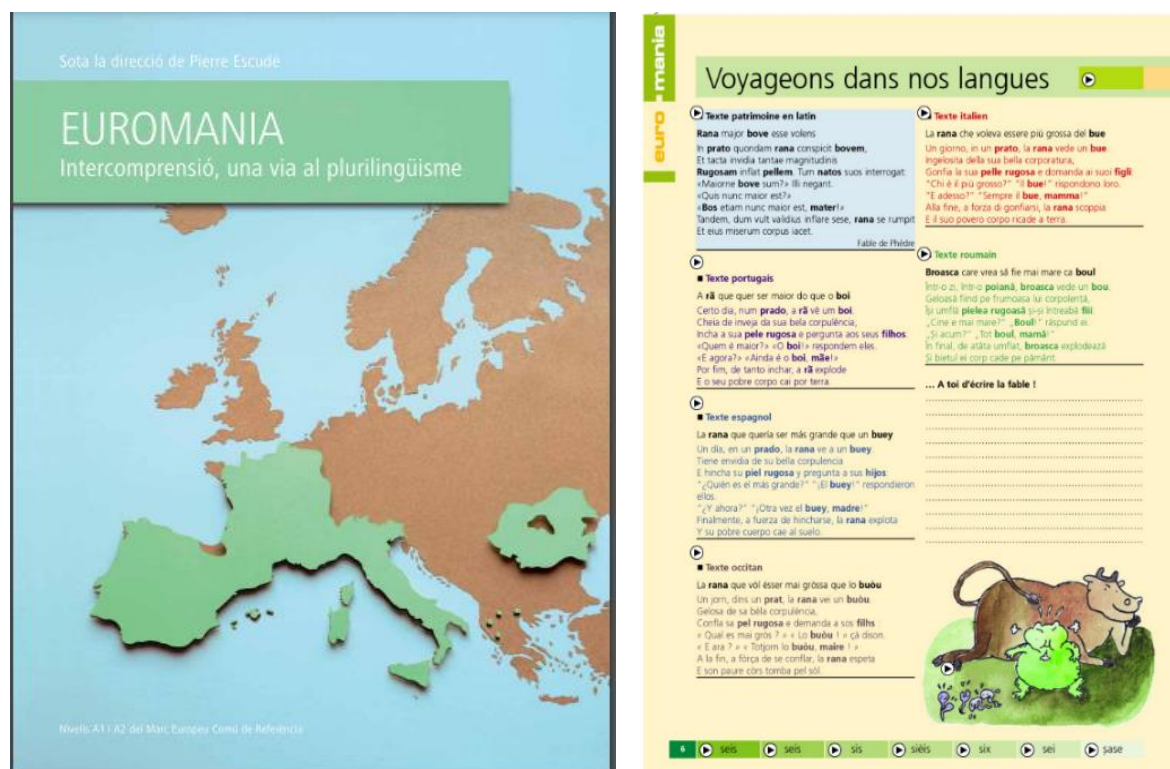 Sota la direcció de Pierre Escudé
EUROMANIA
Intercomprensió, una via al plurilingüisme
Nivells A1 i A2 del Marc Europeu Comú de Referència
euro mania
Voyageons dans nos langues
Texte patrimoine en latin
Rana major bove esse volens
In prato quondam rana conspicit bovem,
Et tacta invidia tantae magnitudinis
Rugosam inflat pellem. Tum natos suos interrogat:
«Maiorne bove sum?» Illi negant.
«Quis nunc maior est?»
«Bos etiam nunc maior est, mater!»
Tandem, dum vult validius inflare sese, rana se rumpit
Et eius miserum corpus iacet.
Fable de Phèdre
■ Texte portugais
A rã que quer ser maior do que o boi
Certo dia, num prado, a rã vê um boi.
Cheia de inveja da sua bela corpulência,
Incha a sua pele rugosa e pergunta aos seus filhos:
«Quem é maior?» «O boi!» respondem eles.
«E agora?» «Ainda é o boi, mãe!»
Por fim, de tanto inchar, a rã explode
E o seu pobre corpo cai por terra.
■ Texte espagnol
La rana que quería ser más grande que un buey
Un día, en un prado, la rana ve a un buey.
Tiene envidia de su bella corpulencia
E hincha su piel rugosa y pregunta a sus hijos:
"¿Quién es el más grande?" "¡El buey!" respondieron
ellos.
"¿Y ahora?" "¡Otra vez el buey, madre!"
Finalmente, a fuerza de hincharse, la rana explota
Y su pobre cuerpo cae al suelo.
■ Texte occitan
La rana que vòl èsser mai gròssa que lo buòu
Un jorn, dins un prat, la rana vei un buòu.
Gelosa de sa bèla corpuléncia,
Confla sa pel rugosa e demanda a sos filhs
« Qual es mai gròs ? » « Lo buòu ! » çà dison.
« E ara ? » « Totjorn lo buòu, maire ! »
A la fin, a fòrça de se conflar, la rana espeta
E son paure còrs tomba pel sòl.
Texte italien
La rana che voleva essere più grossa del bue
Un giorno, in un prato, la rana vede un bue.
Ingelosita della sua bella corporatura,
Gonfia la sua pelle rugosa e domanda ai suoi figli:
"Chi è il più grosso?" "il bue!" rispondono loro.
"E adesso?" "Sempre il bue, mamma!"
Alla fine, a forza di gonfiarsi, la rana scoppia
E il suo povero corpo ricade a terra.
Texte roumain
Broasca care vrea să fie mai mare ca boul
Într-o zi, într-o poiană, broasca vede un bou.
Geloasă fiind pe frumoasa lui corpolență,
Își umflă pielea rugoasă și-și întreabă fiii:
„Cine e mai mare?" „Boul!" răspund ei.
„Și acum?" „Tot boul, mamă!"
În final, de atâta umflat, broasca explodează
Și bietul ei corp cade pe pământ.
... A toi d'écrire la fable !
6 seis seis sis sièis six sei șase